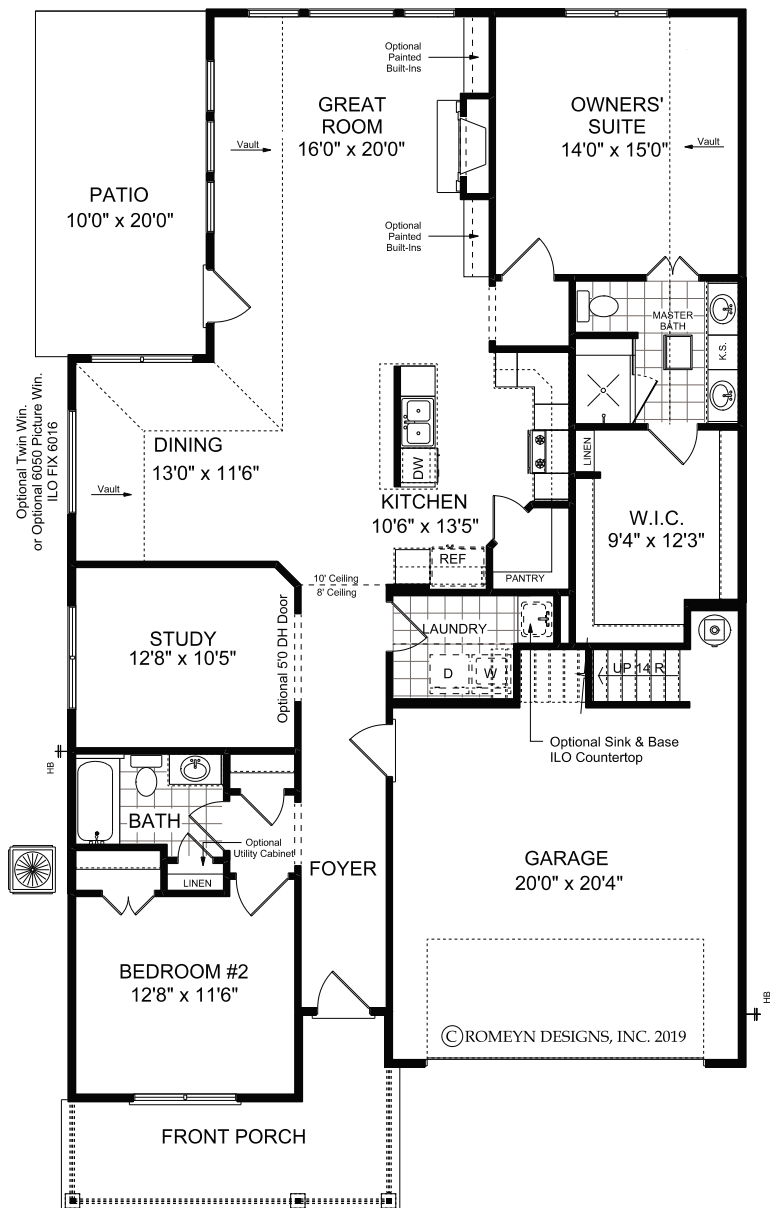 Optional
Painted
Built-Ins
GREAT
ROOM
16'0" x 20'0"
OWNERS'
SUITE
14'0" x 15'0"
Vault
Vault
PATIO
10'0" x 20'0"
Optional
Painted
Built-Ins
MASTER
BATH
K.S.
Optional Twin Win.
or Optional 6050 Picture Win.
ILO FIX 6016
DINING
13'0" x 11'6"
Vault
DW
LINEN
KITCHEN
10'6" x 13'5"
W.I.C.
9'4" x 12'3"
REF
PANTRY
10' Ceiling
8' Ceiling
STUDY
12'8" x 10'5"
Optional 5'0 DH Door
LAUNDRY
D
W
UP 14 R
Optional Sink & Base
ILO Countertop
HB
BATH
Optional
Utility Cabinet
LINEN
FOYER
GARAGE
20'0" x 20'4"
BEDROOM #2
12'8" x 11'6"
HB
©ROMEYN DESIGNS, INC. 2019
FRONT PORCH